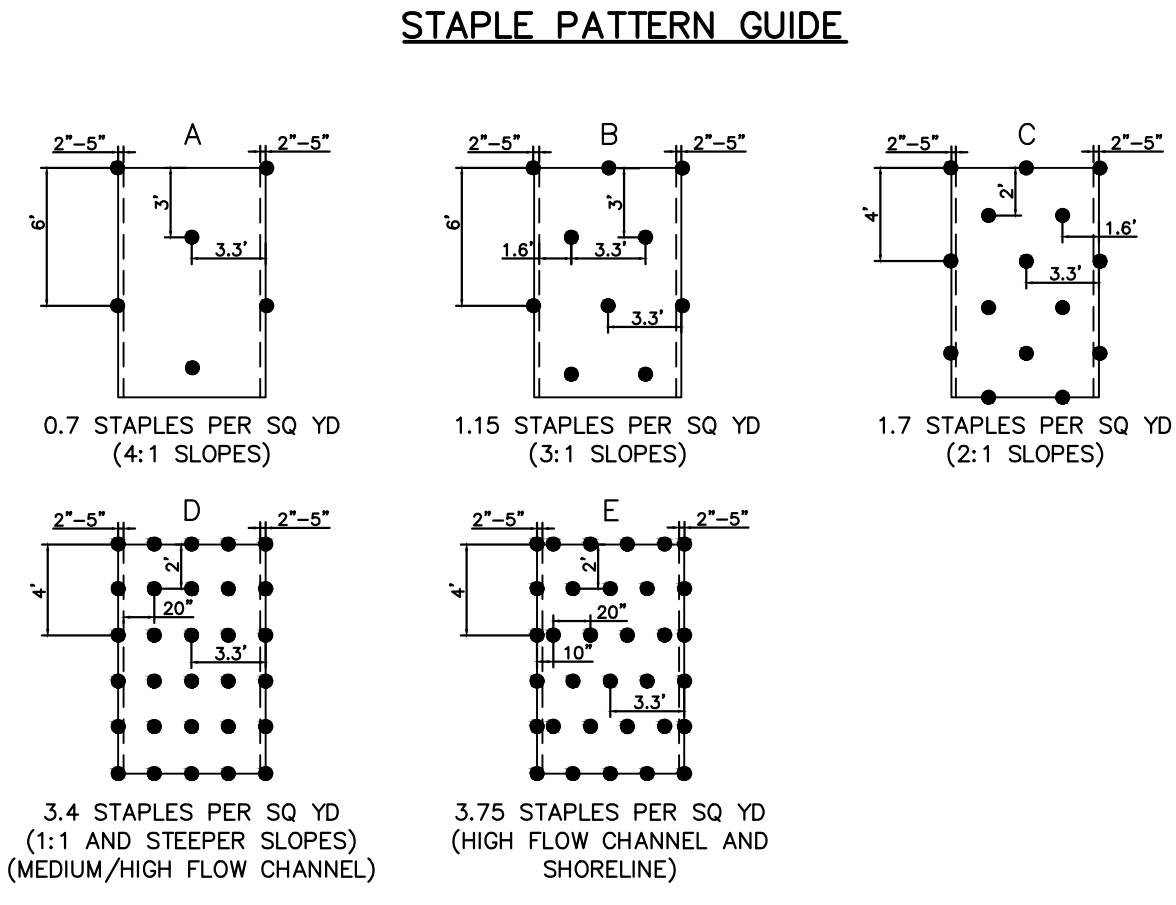 STAPLE PATTERN GUIDE
A
2"-5"
2"-5"
6'
3'
3.3'
0.7 STAPLES PER SQ YD
(4:1 SLOPES)
B
2"-5"
2"-5"
6'
3'
1.6'
3.3'
3.3'
1.15 STAPLES PER SQ YD
(3:1 SLOPES)
C
2"-5"
2"-5"
4'
2'
1.6'
3.3'
1.7 STAPLES PER SQ YD
(2:1 SLOPES)
D
2"-5"
2"-5"
4'
2'
20"
3.3'
3.4 STAPLES PER SQ YD
(1:1 AND STEEPER SLOPES)
(MEDIUM/HIGH FLOW CHANNEL)
E
2"-5"
2"-5"
4'
2'
20"
10"
3.3'
3.75 STAPLES PER SQ YD
(HIGH FLOW CHANNEL AND
SHORELINE)